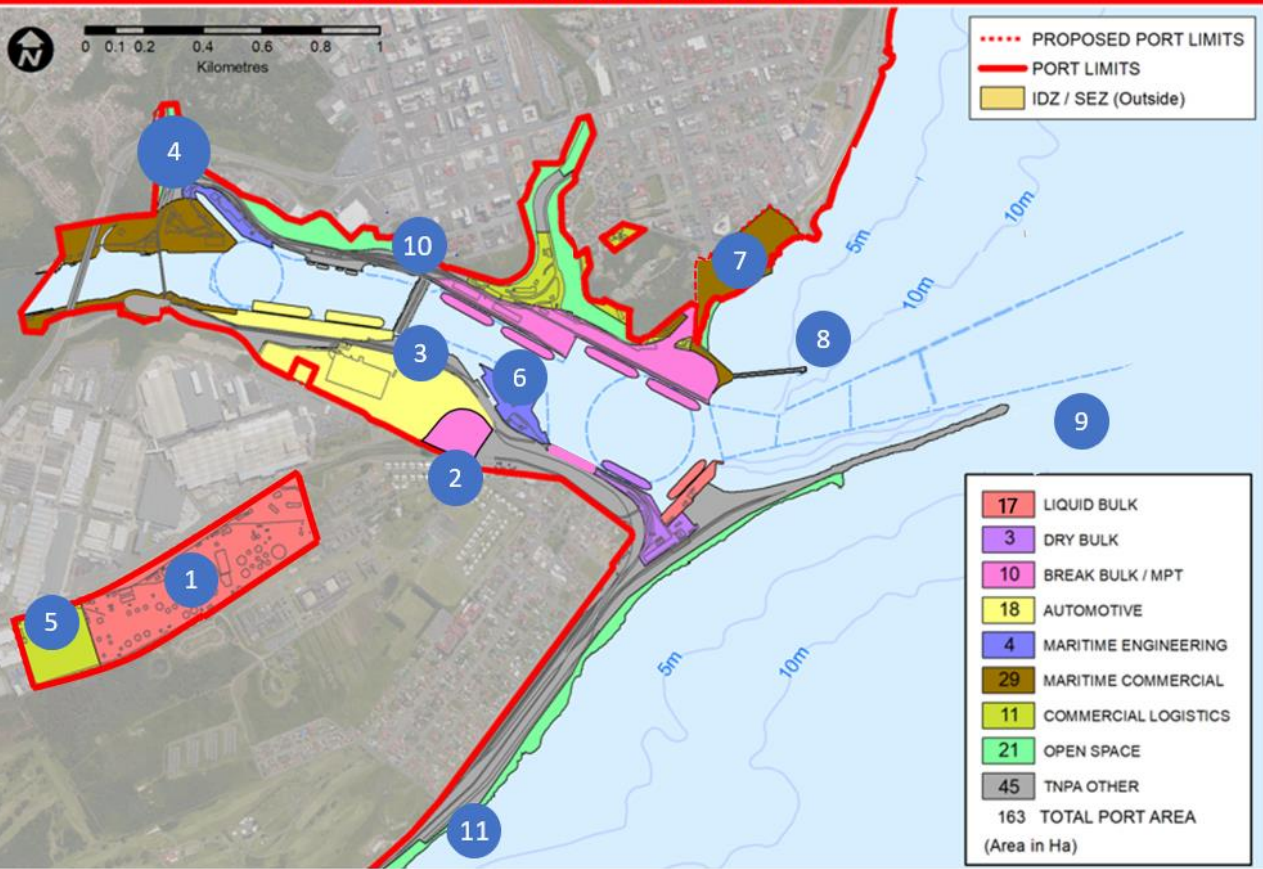 N
0 0.1 0.2 0.4 0.6 0.8 1
Kilometres
PROPOSED PORT LIMITS
PORT LIMITS
IDZ / SEZ (Outside)
4
10
7
5m
10m
10m
8
3
6
9
2
1
5
5m
10m
11
17 LIQUID BULK
3 DRY BULK
10 BREAK BULK / MPT
18 AUTOMOTIVE
4 MARITIME ENGINEERING
29 MARITIME COMMERCIAL
11 COMMERCIAL LOGISTICS
21 OPEN SPACE
45 TNPA OTHER
163 TOTAL PORT AREA
(Area in Ha)